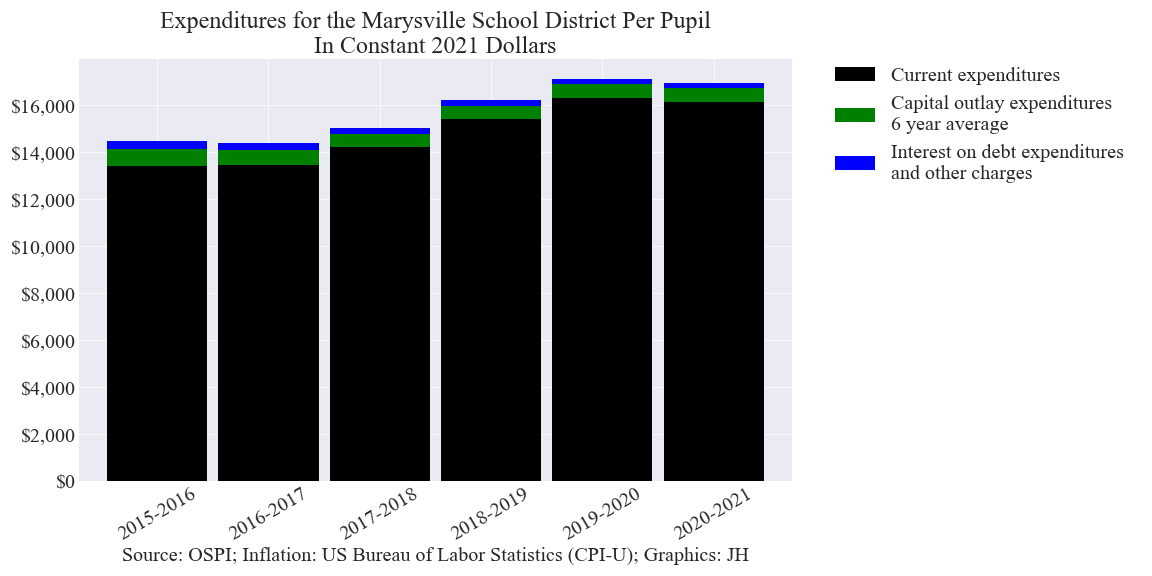 Expenditures for the Marysville School District Per Pupil
In Constant 2021 Dollars
Current expenditures
Capital outlay expenditures
6 year average
Interest on debt expenditures
and other charges
$16,000
$14,000
$12,000
$10,000
$8,000
$6,000
$4,000
$2,000
$0
2015-2016
2016-2017
2017-2018
2018-2019
2019-2020
2020-2021
Source: OSPI; Inflation: US Bureau of Labor Statistics (CPI-U); Graphics: JH